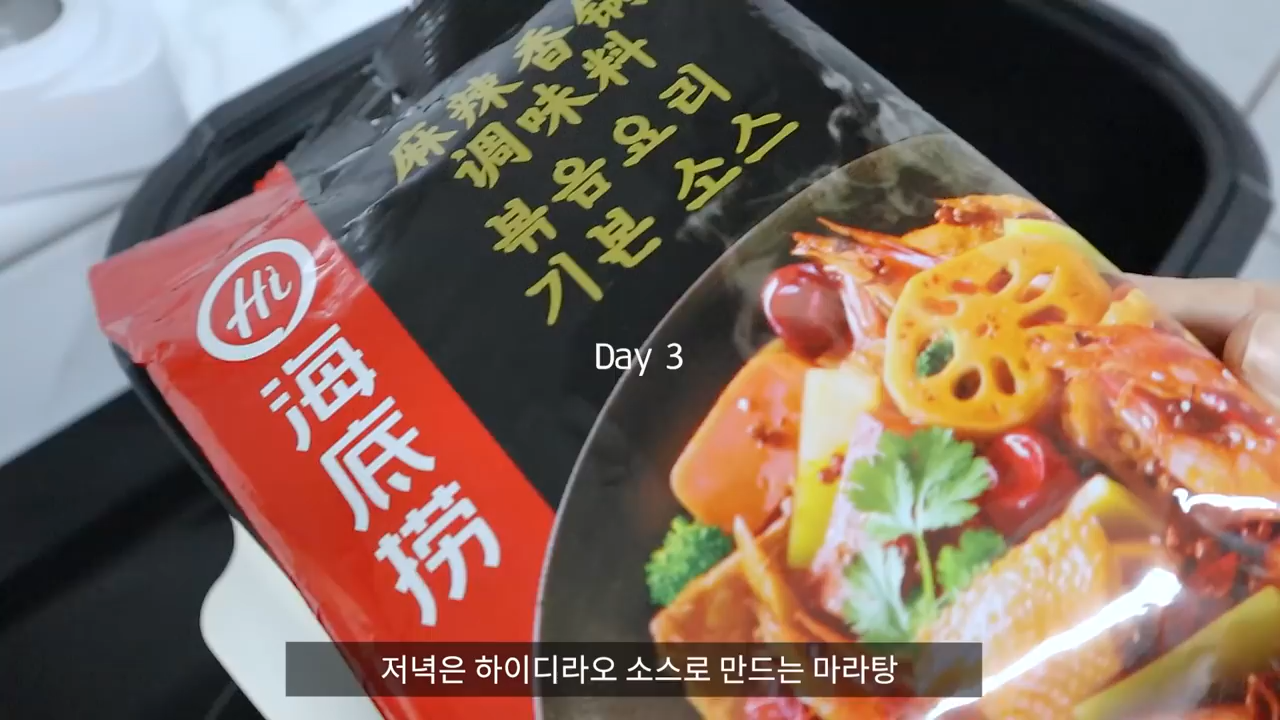 麻辣香锅
调味料
볶음요리
기본 소스
Hi
海底捞
Day 3
저녁은 하이디라오 소스로 만드는 마라탕